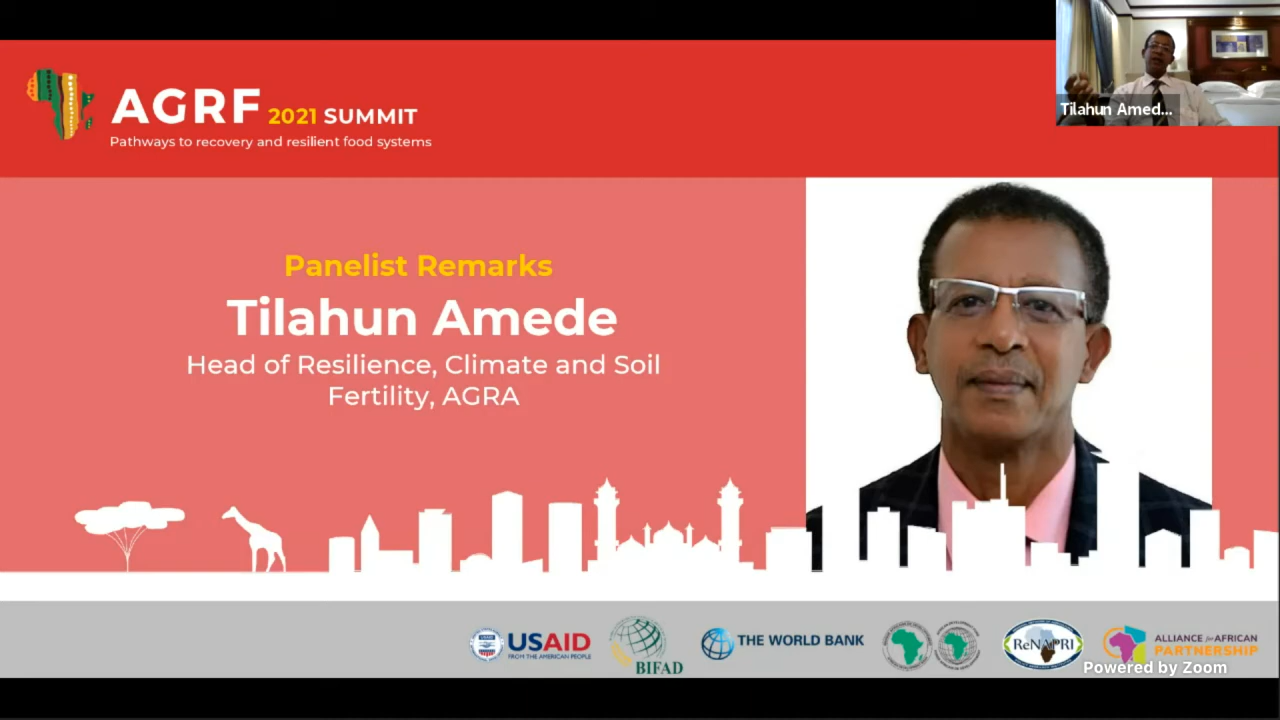 AGRF 2021 SUMMIT
Pathways to recovery and resilient food systems
Tilahun Amed...
Panelist Remarks
Tilahun Amede
Head of Resilience, Climate and Soil
Fertility, AGRA
USAID
FROM THE AMERICAN PEOPLE
BIFAD
THE WORLD BANK
ReNAPRI
ALLIANCE for AFRICAN
PARTNERSHIP
Powered by Zoom